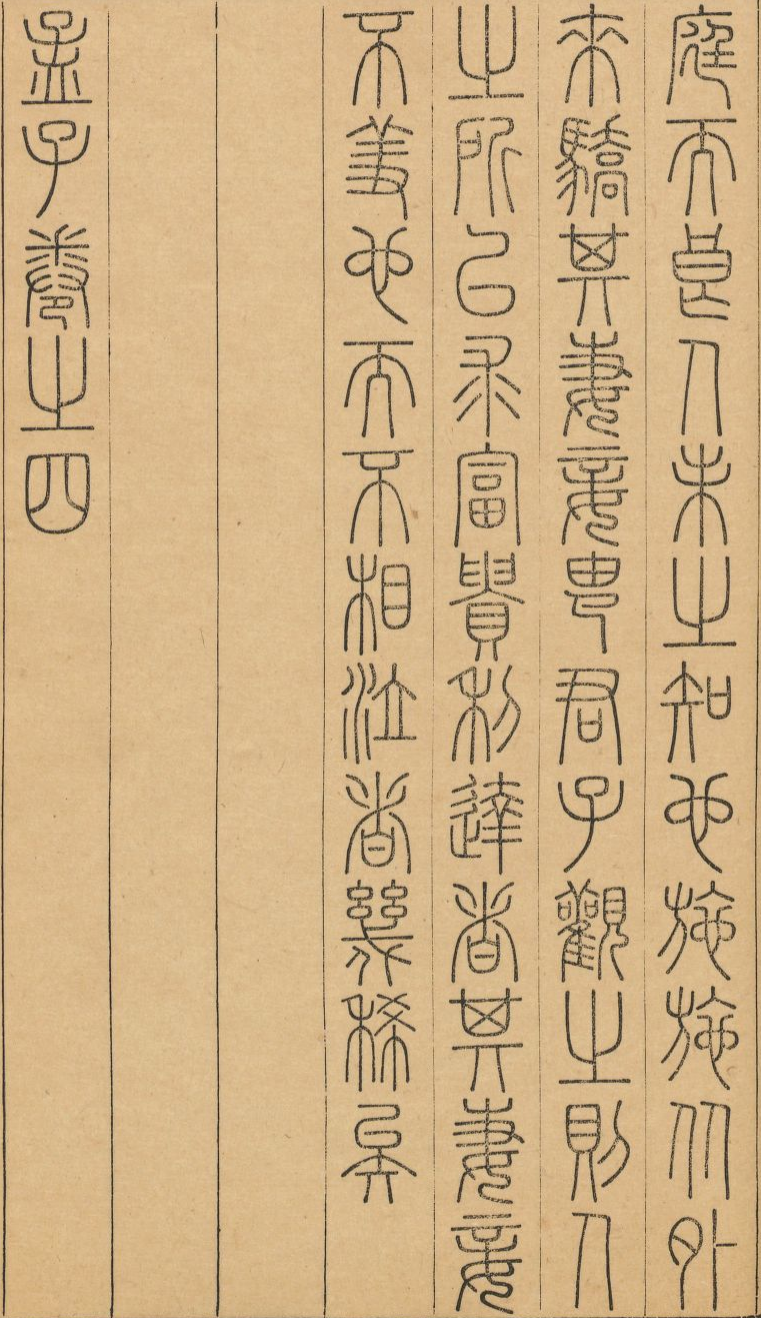 庭而良人未之知也施施从外
來驕其妻妾由君子觀之則人
之所以求富貴利達者其妻妾
不羞也而不相泣者幾稀矣
孟子卷之四